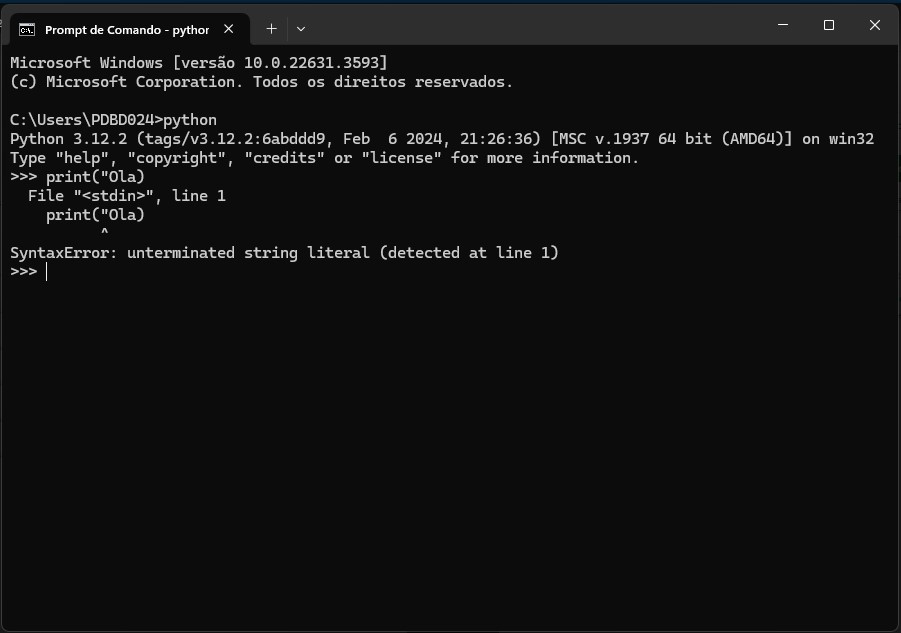 Prompt de Comando - python
Microsoft Windows [versão 10.0.22631.3593]
(c) Microsoft Corporation. Todos os direitos reservados.
C:\Users\PDBD024>python
Python 3.12.2 (tags/v3.12.2:6abddd9, Feb  6 2024, 21:26:36) [MSC v.1937 64 bit (AMD64)] on win32
Type "help", "copyright", "credits" or "license" for more information.
>>> print("Ola)
  File "<stdin>", line 1
    print("Ola)
          ^
SyntaxError: unterminated string literal (detected at line 1)
>>>